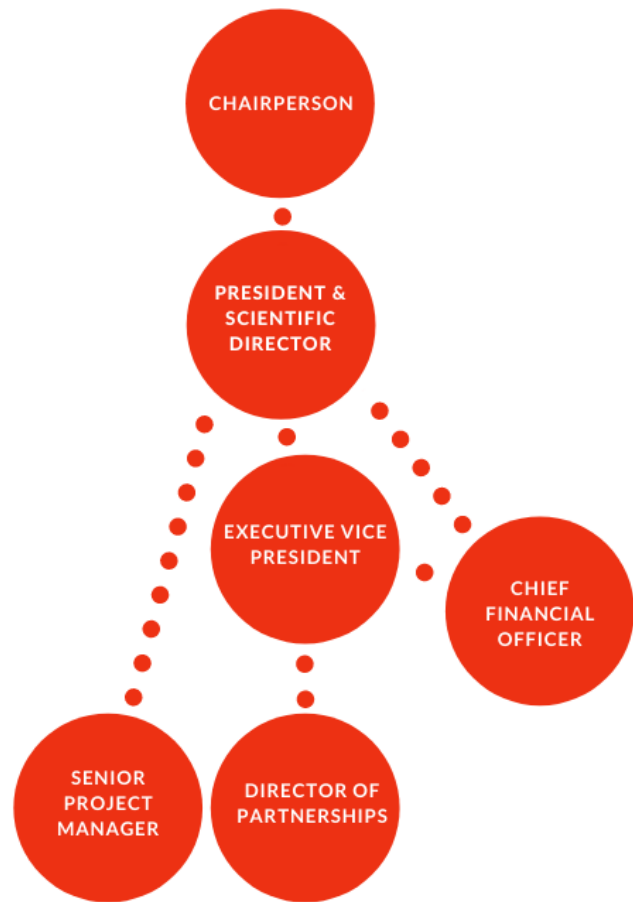 CHAIRPERSON
PRESIDENT &
SCIENTIFIC
DIRECTOR
EXECUTIVE VICE
PRESIDENT
CHIEF
FINANCIAL
OFFICER
SENIOR
PROJECT
MANAGER
DIRECTOR OF
PARTNERSHIPS